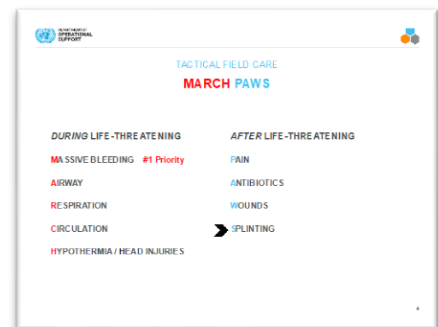 DEPARTMENT OF
OPERATIONAL
SUPPORT
TACTICAL FIELD CARE
MARCH PAWS
DURING LIFE-THREATENING
MASSIVE BLEEDING #1 Priority
AIRWAY
RESPIRATION
CIRCULATION
HYPOTHERMIA / HEAD INJURIES
AFTER LIFE-THREATENING
PAIN
ANTIBIOTICS
WOUNDS
SPLINTING